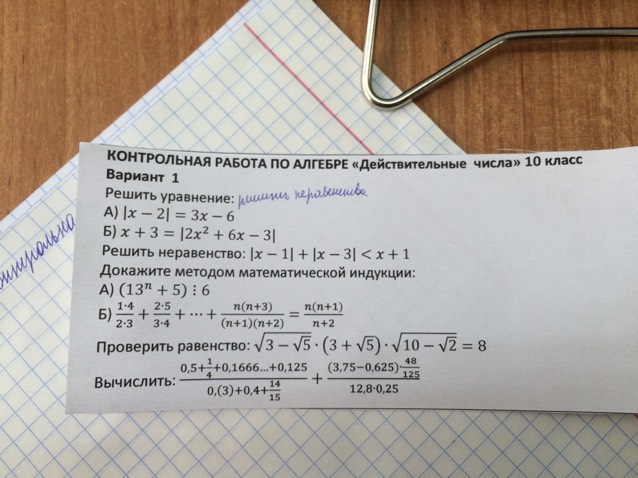 КОНТРОЛЬНАЯ РАБОТА ПО АЛГЕБРЕ «Действительные числа» 10 класс
Вариант 1
Решить уравнение: решить неравенства.
А) |x − 2| = 3x − 6
Б) x + 3 = |2x² + 6x − 3|
Решить неравенство: |x − 1| + |x − 3| < x + 1
Докажите методом математической индукции:
А) (13ⁿ + 5) ⋮ 6
Б) 1·4/2·3 + 2·5/3·4 + ⋯ + n(n+3)/(n+1)(n+2) = n(n+1)/n+2
Проверить равенство: √3 − √5 · (3 + √5) · √10 − √2 = 8
Вычислить: 0,5+1/4+0,1666…+0,125 / 0,(3)+0,4+14/15 + (3,75−0,625)·48/125 / 12,8·0,25